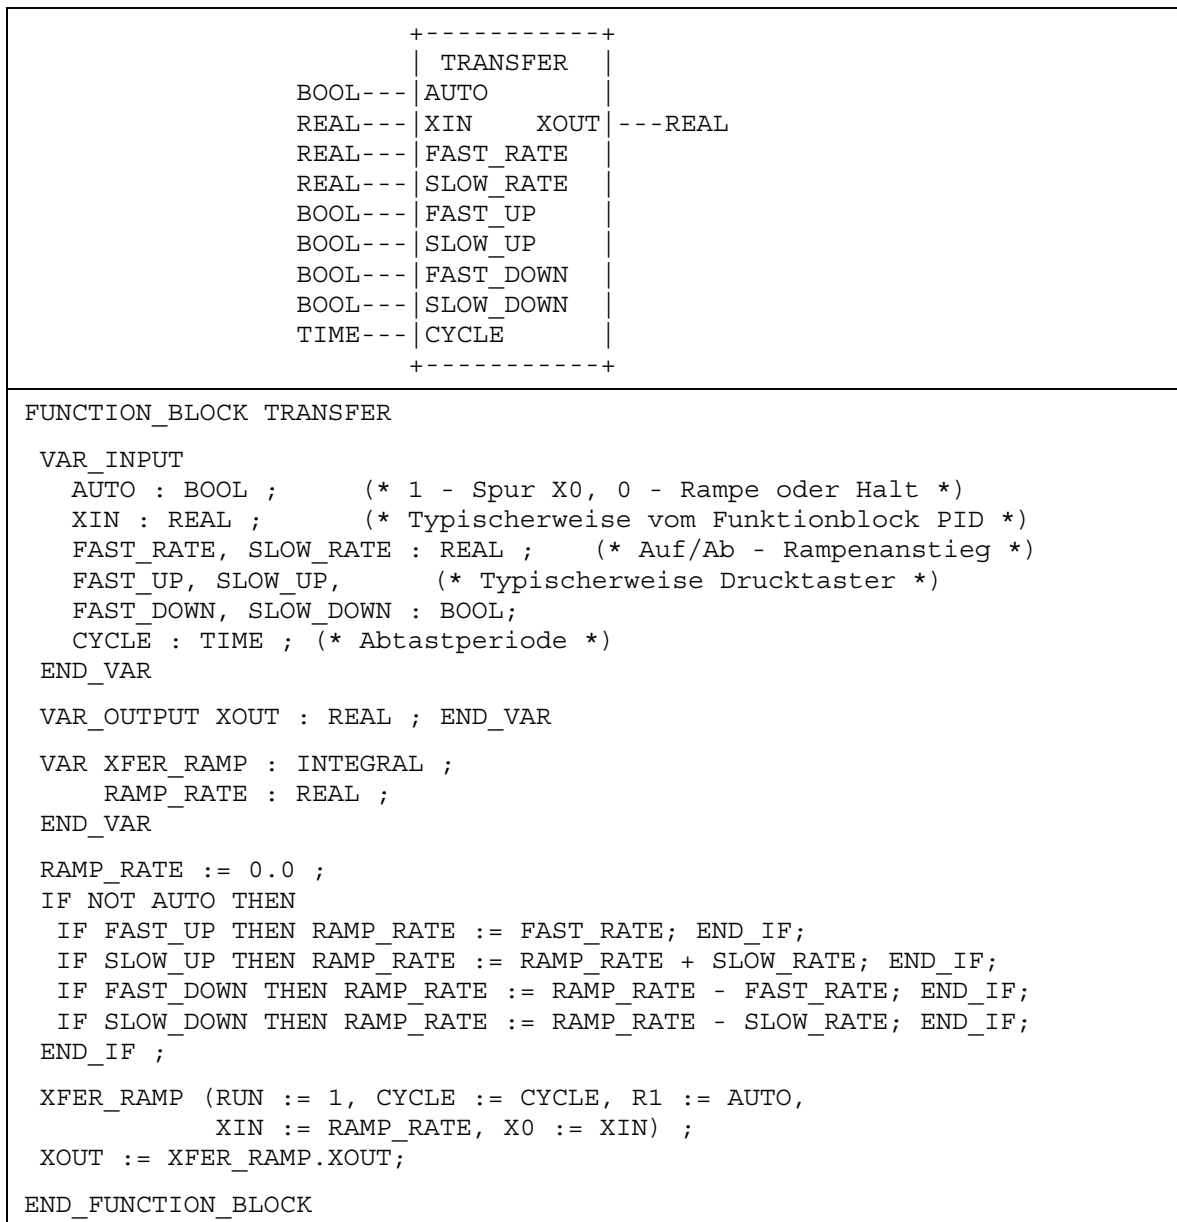 +-----------+
| TRANSFER |
BOOL---|AUTO |
REAL---|XIN XOUT|---REAL
REAL---|FAST_RATE |
REAL---|SLOW_RATE |
BOOL---|FAST_UP |
BOOL---|SLOW_UP |
BOOL---|FAST_DOWN |
BOOL---|SLOW_DOWN |
TIME---|CYCLE |
+-----------+
FUNCTION_BLOCK TRANSFER
VAR_INPUT
AUTO : BOOL ; (* 1 - Spur X0, 0 - Rampe oder Halt *)
XIN : REAL ; (* Typischerweise vom Funktionblock PID *)
FAST_RATE, SLOW_RATE : REAL ; (* Auf/Ab - Rampenanstieg *)
FAST_UP, SLOW_UP, (* Typischerweise Drucktaster *)
FAST_DOWN, SLOW_DOWN : BOOL;
CYCLE : TIME ; (* Abtastperiode *)
END_VAR
VAR_OUTPUT XOUT : REAL ; END_VAR
VAR XFER_RAMP : INTEGRAL ;
RAMP_RATE : REAL ;
END_VAR
RAMP_RATE := 0.0 ;
IF NOT AUTO THEN
IF FAST_UP THEN RAMP_RATE := FAST_RATE; END_IF;
IF SLOW_UP THEN RAMP_RATE := RAMP_RATE + SLOW_RATE; END_IF;
IF FAST_DOWN THEN RAMP_RATE := RAMP_RATE - FAST_RATE; END_IF;
IF SLOW_DOWN THEN RAMP_RATE := RAMP_RATE - SLOW_RATE; END_IF;
END_IF ;
XFER_RAMP (RUN := 1, CYCLE := CYCLE, R1 := AUTO,
XIN := RAMP_RATE, X0 := XIN) ;
XOUT := XFER_RAMP.XOUT;
END_FUNCTION_BLOCK